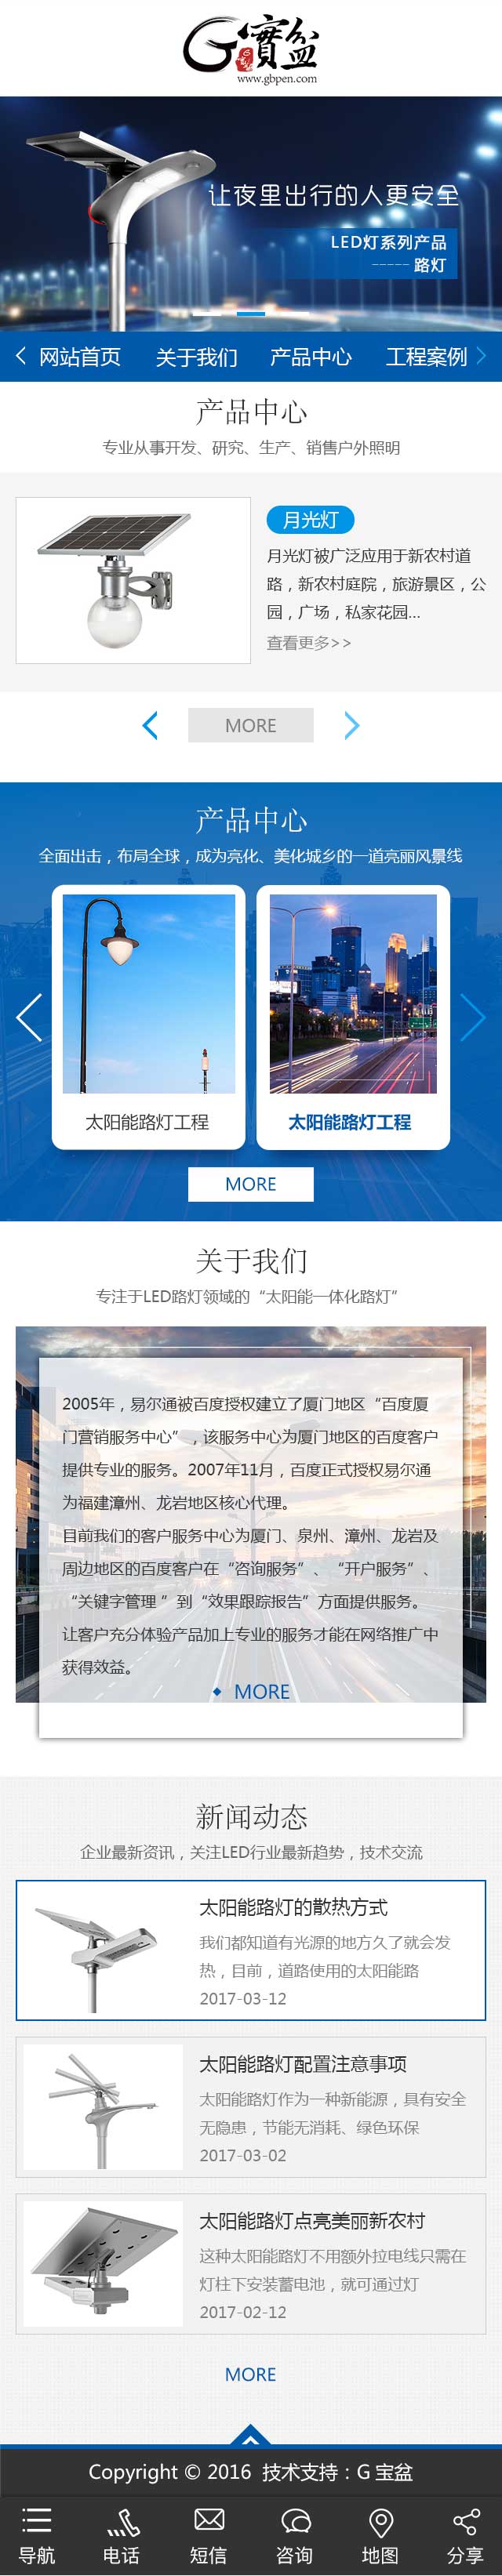 G寶盆
www.gbpen.com
让夜里出行的人更安全
LED灯系列产品
----- 路灯
网站首页 关于我们 产品中心 工程案例
产品中心
专业从事开发、研究、生产、销售户外照明
月光灯
月光灯被广泛应用于新农村道
路，新农村庭院，旅游景区，公
园，广场，私家花园...
查看更多>>
MORE
产品中心
全面出击，布局全球，成为亮化、美化城乡的一道亮丽风景线
太阳能路灯工程 太阳能路灯工程
MORE
关于我们
专注于LED路灯领域的“太阳能一体化路灯”
2005年，易尔通被百度授权建立了厦门地区“百度厦
门营销服务中心”，该服务中心为厦门地区的百度客户
提供专业的服务。2007年11月，百度正式授权易尔通
为福建漳州、龙岩地区核心代理。
目前我们的客户服务中心为厦门、泉州、漳州、龙岩及
周边地区的百度客户在“咨询服务”、“开户服务”、
“关键字管理 ”到“效果跟踪报告”方面提供服务。
让客户充分体验产品加上专业的服务才能在网络推广中
获得效益。
MORE
新闻动态
企业最新资讯，关注LED行业最新趋势，技术交流
太阳能路灯的散热方式
我们都知道有光源的地方久了就会发
热，目前，道路使用的太阳能路
2017-03-12
太阳能路灯配置注意事项
太阳能路灯作为一种新能源，具有安全
无隐患，节能无消耗、绿色环保
2017-03-02
太阳能路灯点亮美丽新农村
这种太阳能路灯不用额外拉电线只需在
灯柱下安装蓄电池，就可通过灯
2017-02-12
MORE
Copyright © 2016 技术支持：G 宝盆
导航 电话 短信 咨询 地图 分享